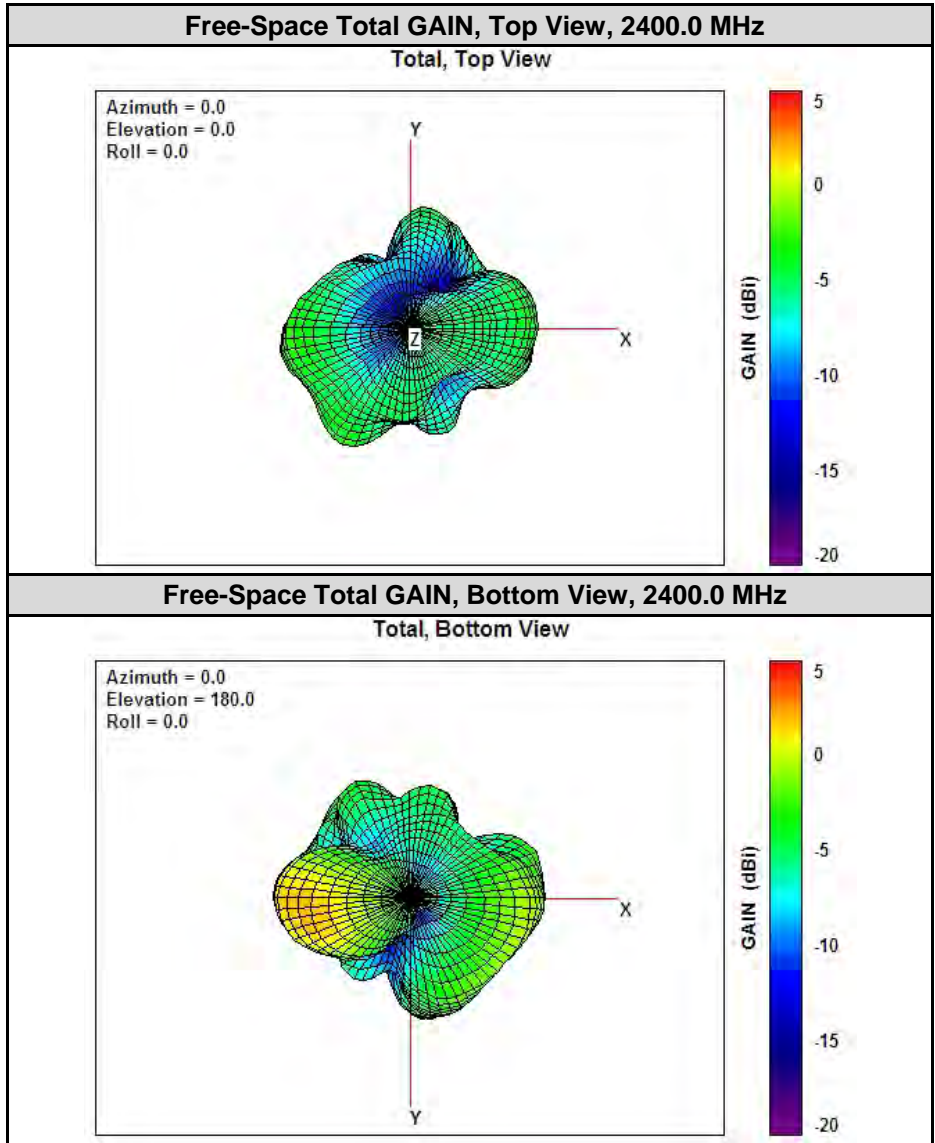 Free-Space Total GAIN, Top View, 2400.0 MHz
Total, Top View
Azimuth = 0.0
Elevation = 0.0
Roll = 0.0
Y
X
Z
GAIN (dBi)
5
0
-5
-10
-15
-20
Free-Space Total GAIN, Bottom View, 2400.0 MHz
Total, Bottom View
Azimuth = 0.0
Elevation = 180.0
Roll = 0.0
X
Y
GAIN (dBi)
5
0
-5
-10
-15
-20